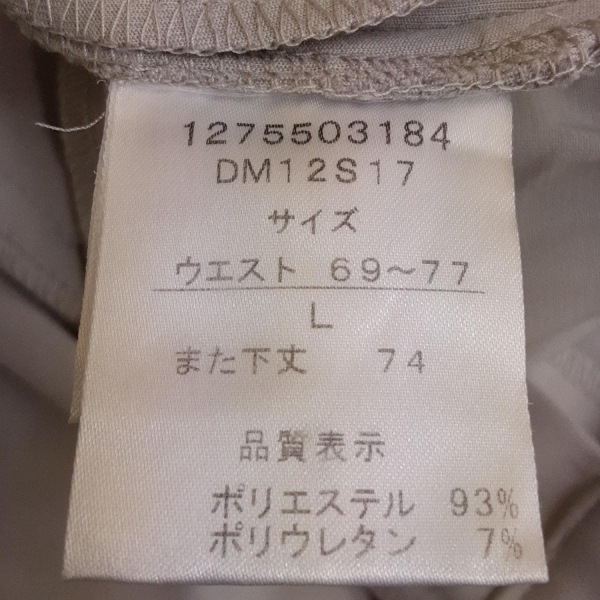 1275503184
DM12S17
サイズ
ウエスト 69〜77
L
また下丈 74
品質表示
ポリエステル 93%
ポリウレタン 7%